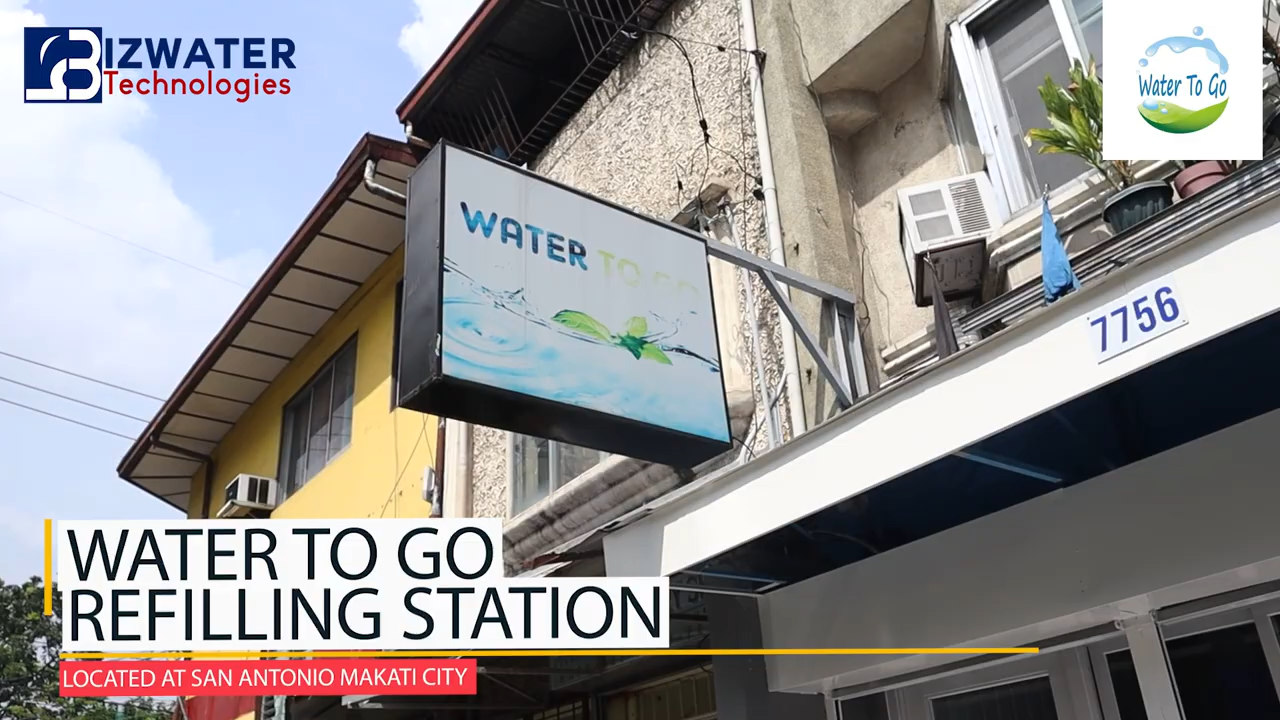 BIZWATER
Technologies
Water To Go
WATER TO GO
7756
WATER TO GO
REFILLING STATION
LOCATED AT SAN ANTONIO MAKATI CITY